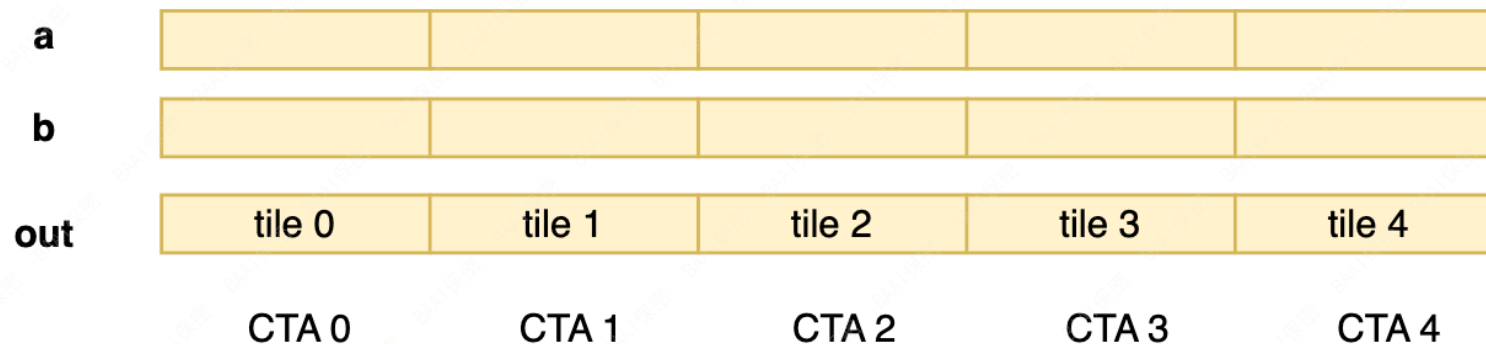 a
b
out
tile 0 tile 1 tile 2 tile 3 tile 4
CTA 0 CTA 1 CTA 2 CTA 3 CTA 4